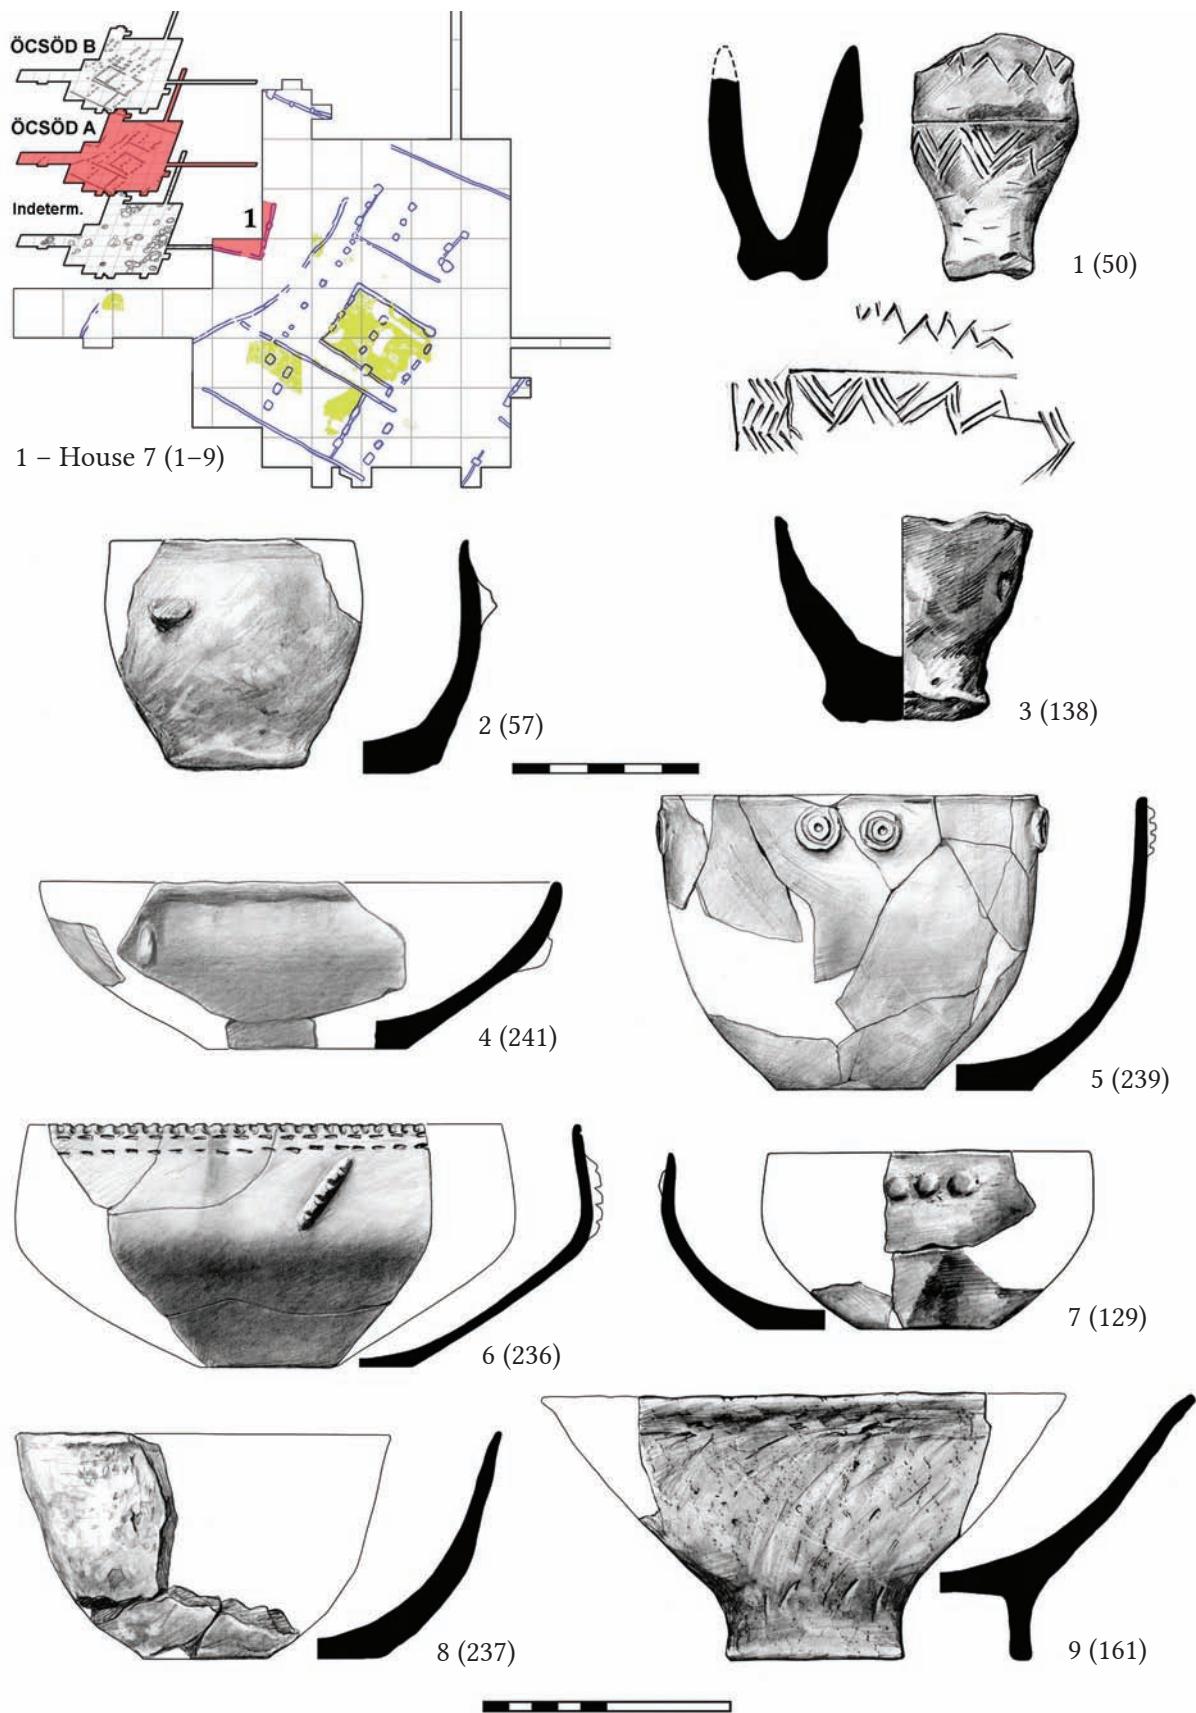 ÖCSÖD B
ÖCSÖD A
Indeterm.
1
1 – House 7 (1–9)
1 (50)
2 (57)
3 (138)
4 (241)
5 (239)
6 (236)
7 (129)
8 (237)
9 (161)